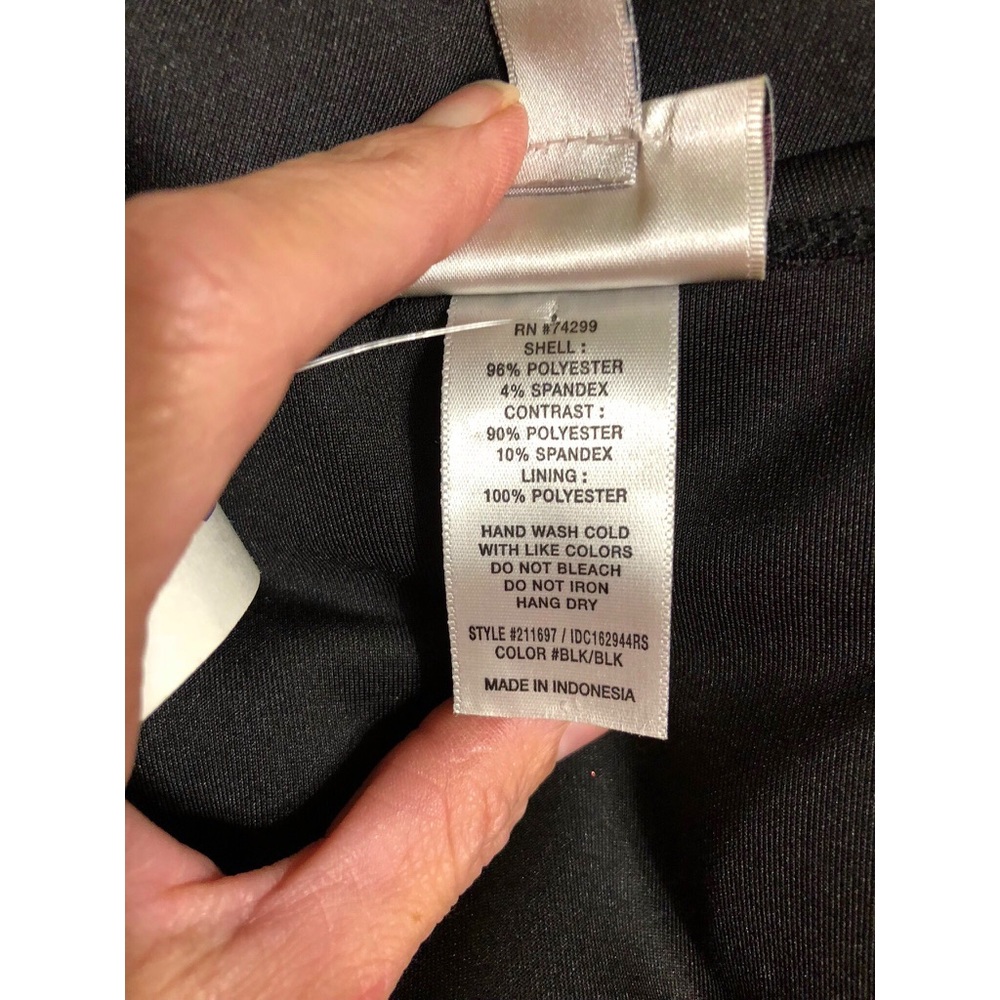 RN #74299
SHELL :
96% POLYESTER
4% SPANDEX
CONTRAST :
90% POLYESTER
10% SPANDEX
LINING :
100% POLYESTER
HAND WASH COLD
WITH LIKE COLORS
DO NOT BLEACH
DO NOT IRON
HANG DRY
STYLE #211697 / IDC162944RS
COLOR #BLK/BLK
MADE IN INDONESIA